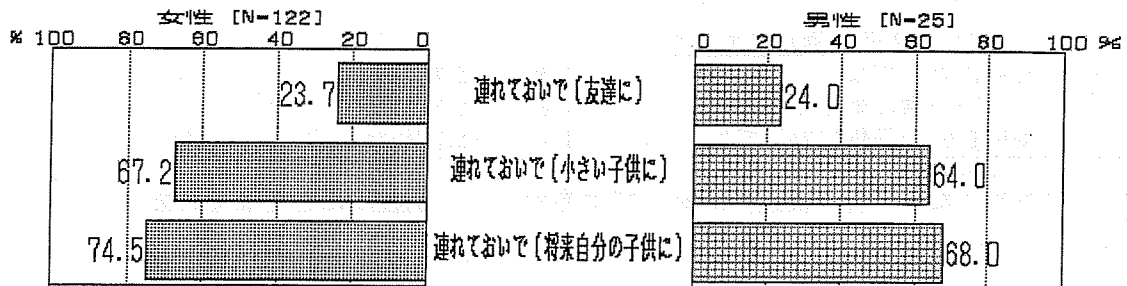 女性 [N-122] 男性 [N-25]
% 100 80 60 40 20 0 0 20 40 60 80 100 %
23.7 連れておいで〔友達に〕 24.0
67.2 連れておいで〔小さい子供に〕 64.0
74.5 連れておいで〔将来自分の子供に〕 68.0